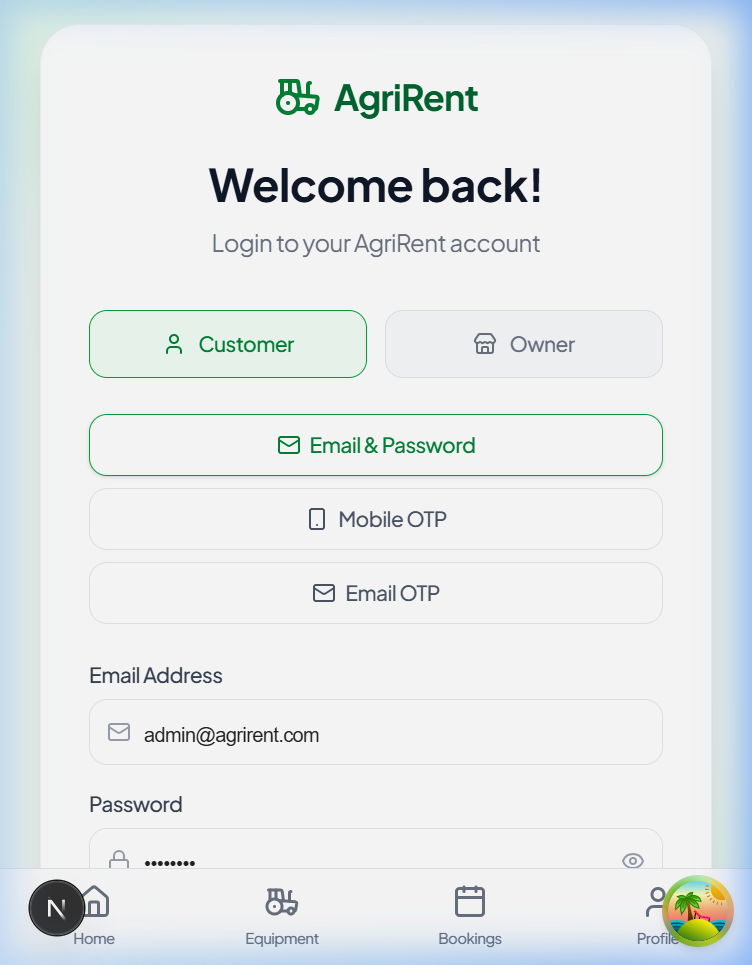 AgriRent
Welcome back!
Login to your AgriRent account
Customer
Owner
Email & Password
Mobile OTP
Email OTP
Email Address
admin@agrirent.com
Password
••••••••
N
Home
Equipment
Bookings
Profile